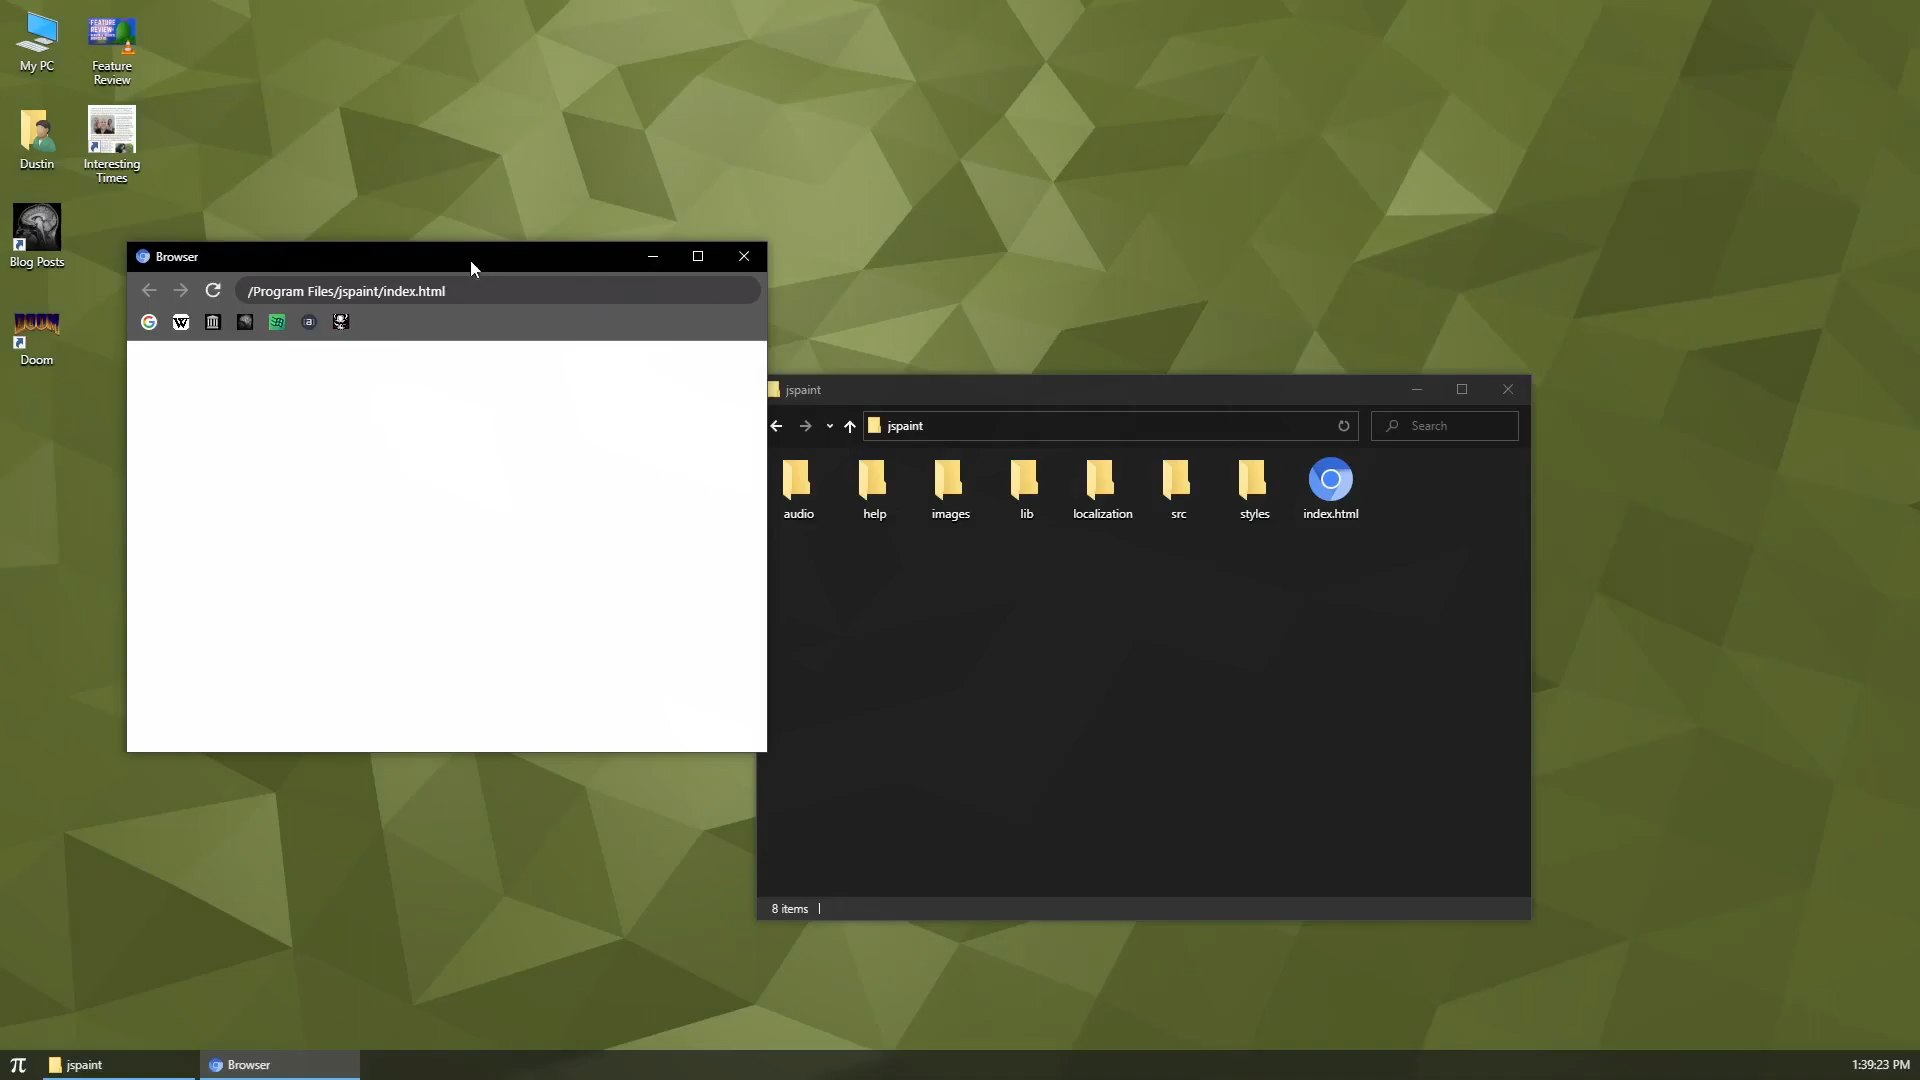 My PC
Feature
Review
Dustin
Interesting
Times
Blog Posts
DOOM
Doom
Browser
/Program Files/jspaint/index.html
W
a
jspaint
jspaint
Search
audio
help
images
lib
localization
src
styles
index.html
8 items
π
jspaint
Browser
1:39:23 PM